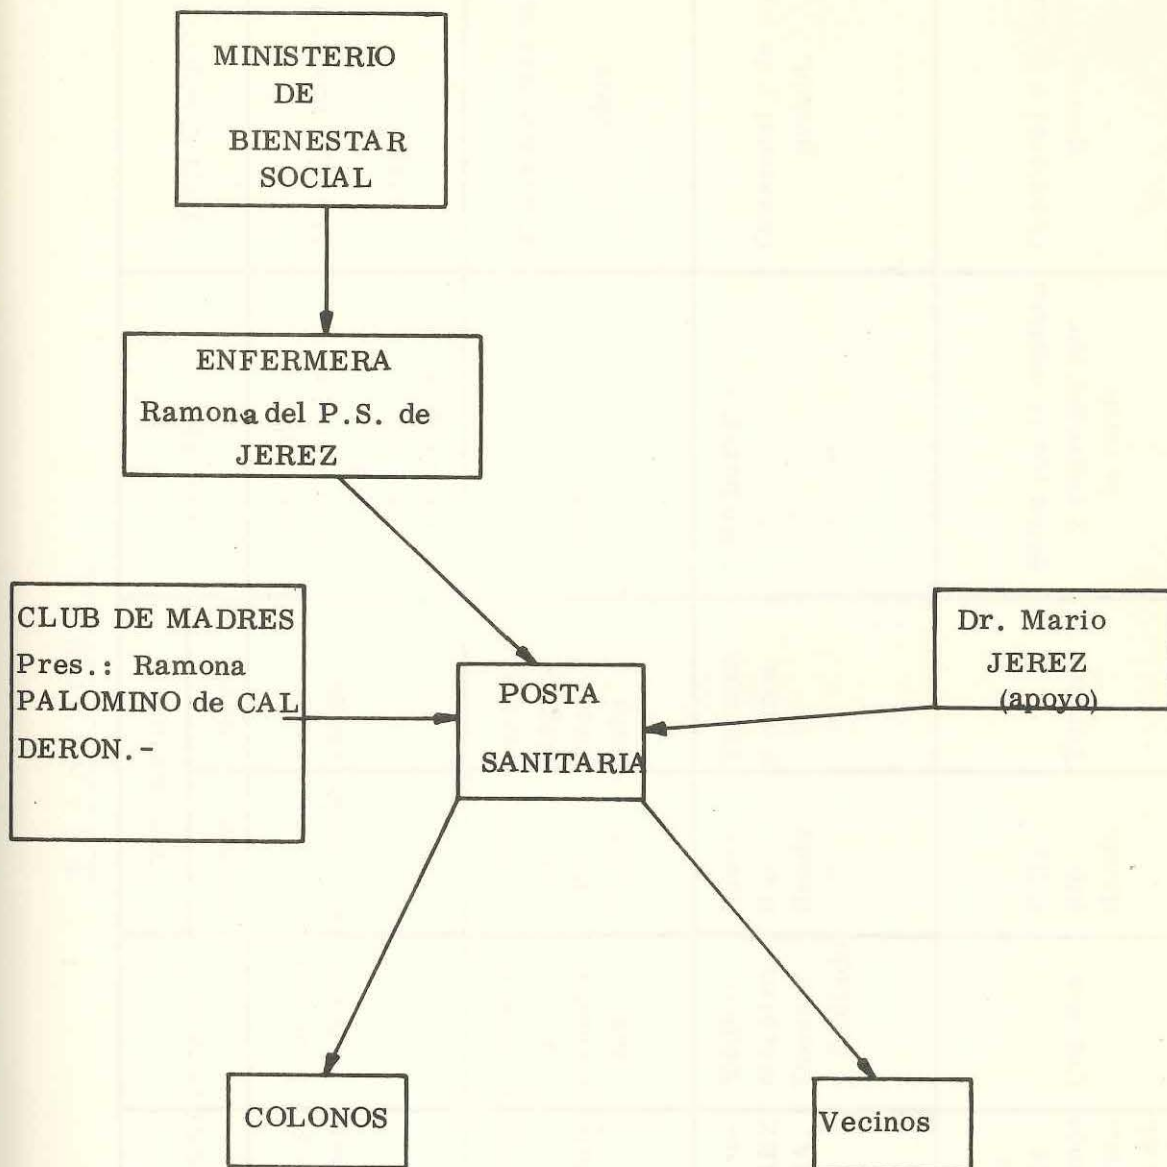 MINISTERIO
DE
BIENESTAR
SOCIAL
ENFERMERA
Ramona del P.S. de
JEREZ
CLUB DE MADRES
Pres.: Ramona
PALOMINO de CAL
DERON.-
Dr. Mario
JEREZ
(apoyo)
POSTA
SANITARIA
COLONOS
Vecinos